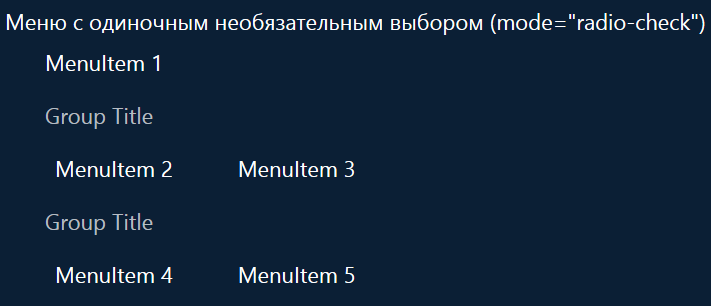 Меню с одиночным необязательным выбором (mode="radio-check")
MenuItem 1
Group Title
MenuItem 2 MenuItem 3
Group Title
MenuItem 4 MenuItem 5